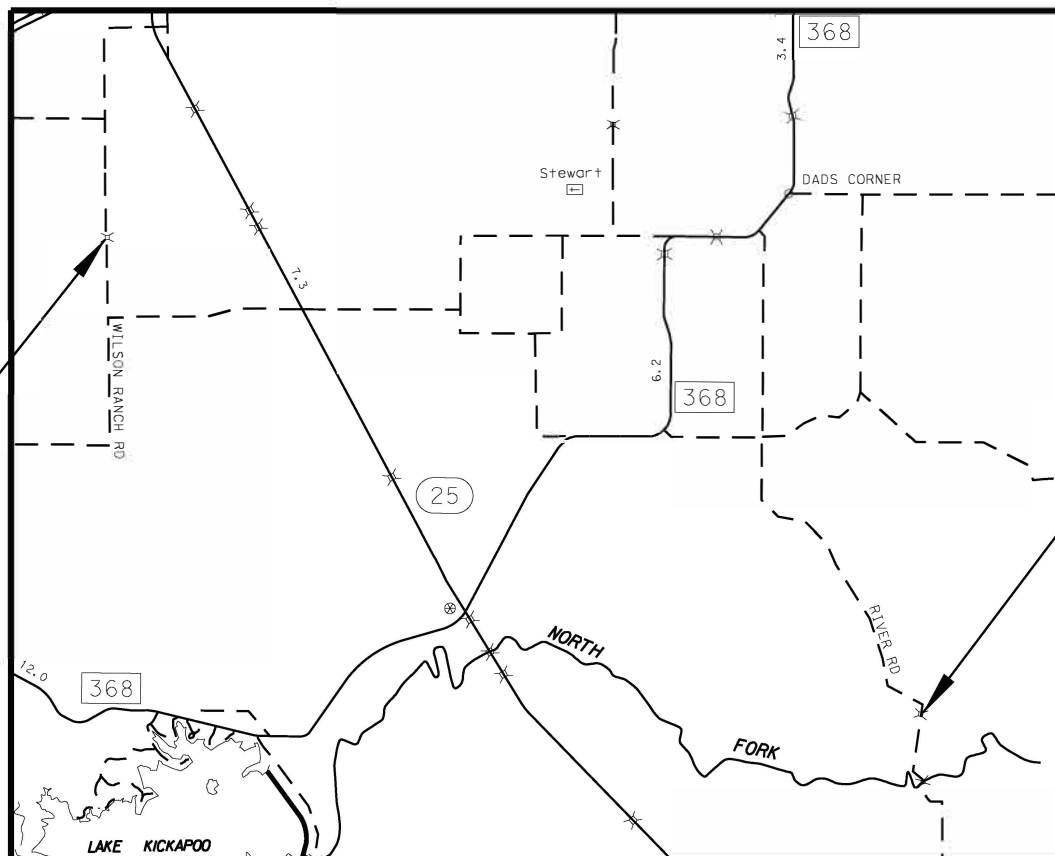 368
3.4
Stewart
DADS CORNER
7.3
WILSON RANCH RD
6.2
368
25
RIVER RD
NORTH
12.0
368
FORK
LAKE KICKAPOO